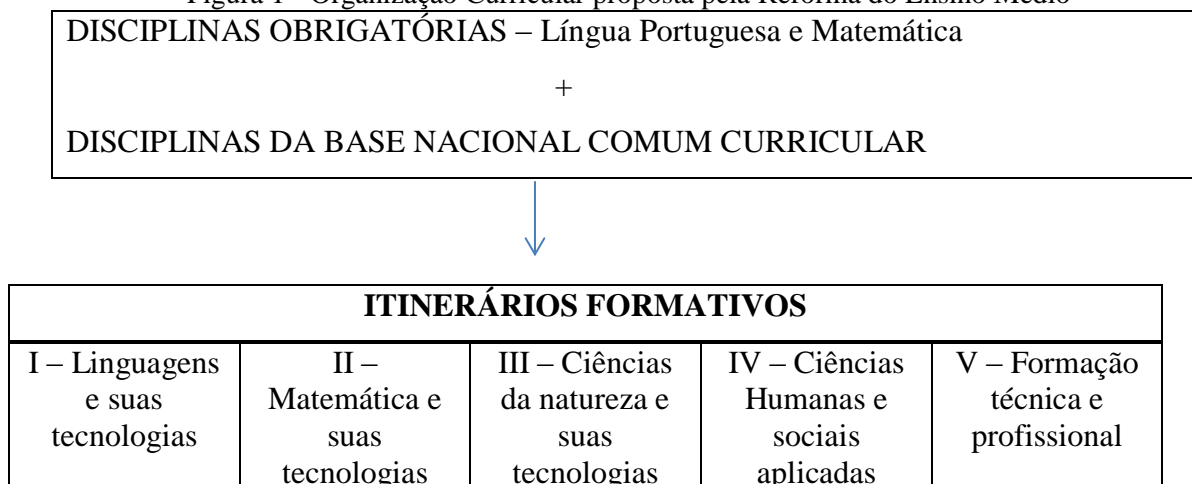 Figura 1 - Organização Curricular proposta pela Reforma do Ensino Médio
DISCIPLINAS OBRIGATÓRIAS – Língua Portuguesa e Matemática
+
DISCIPLINAS DA BASE NACIONAL COMUM CURRICULAR
ITINERÁRIOS FORMATIVOS
I – Linguagens
e suas
tecnologias
II –
Matemática e
suas
tecnologias
III – Ciências
da natureza e
suas
tecnologias
IV – Ciências
Humanas e
sociais
aplicadas
V – Formação
técnica e
profissional